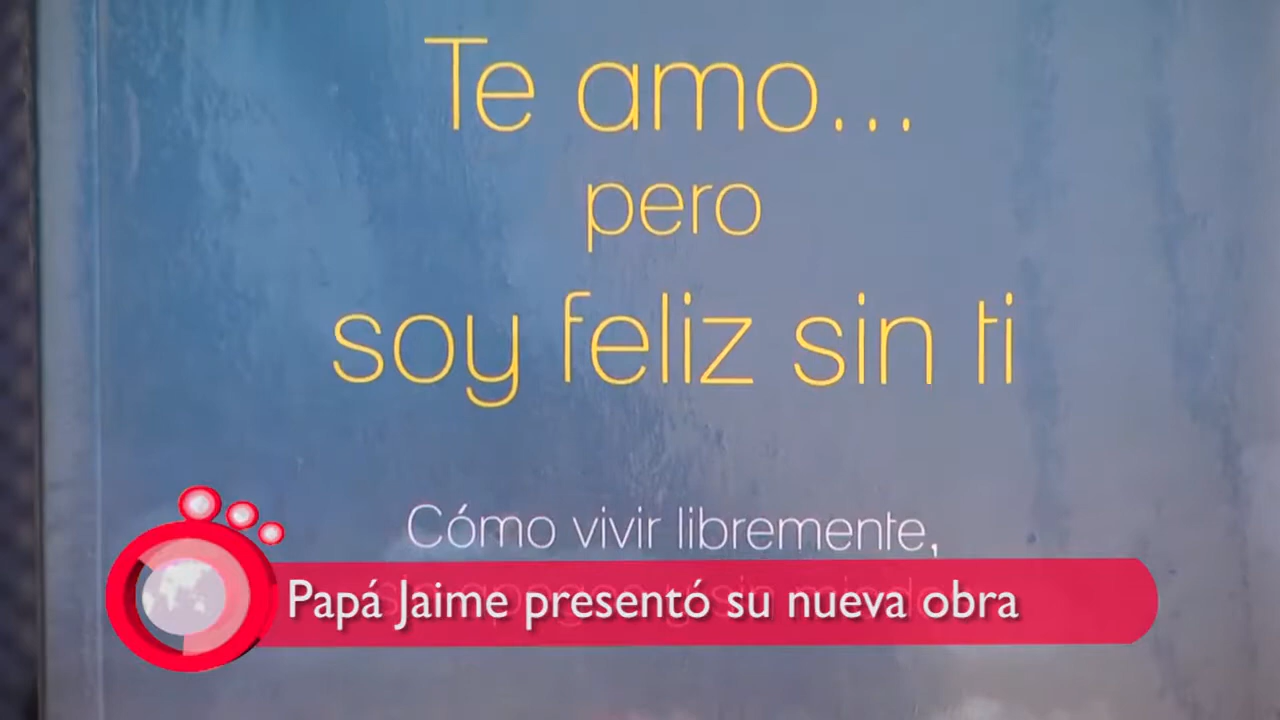 Te amo...
pero
soy feliz sin ti
Cómo vivir libremente,
Papá Jaime presentó su nueva obra